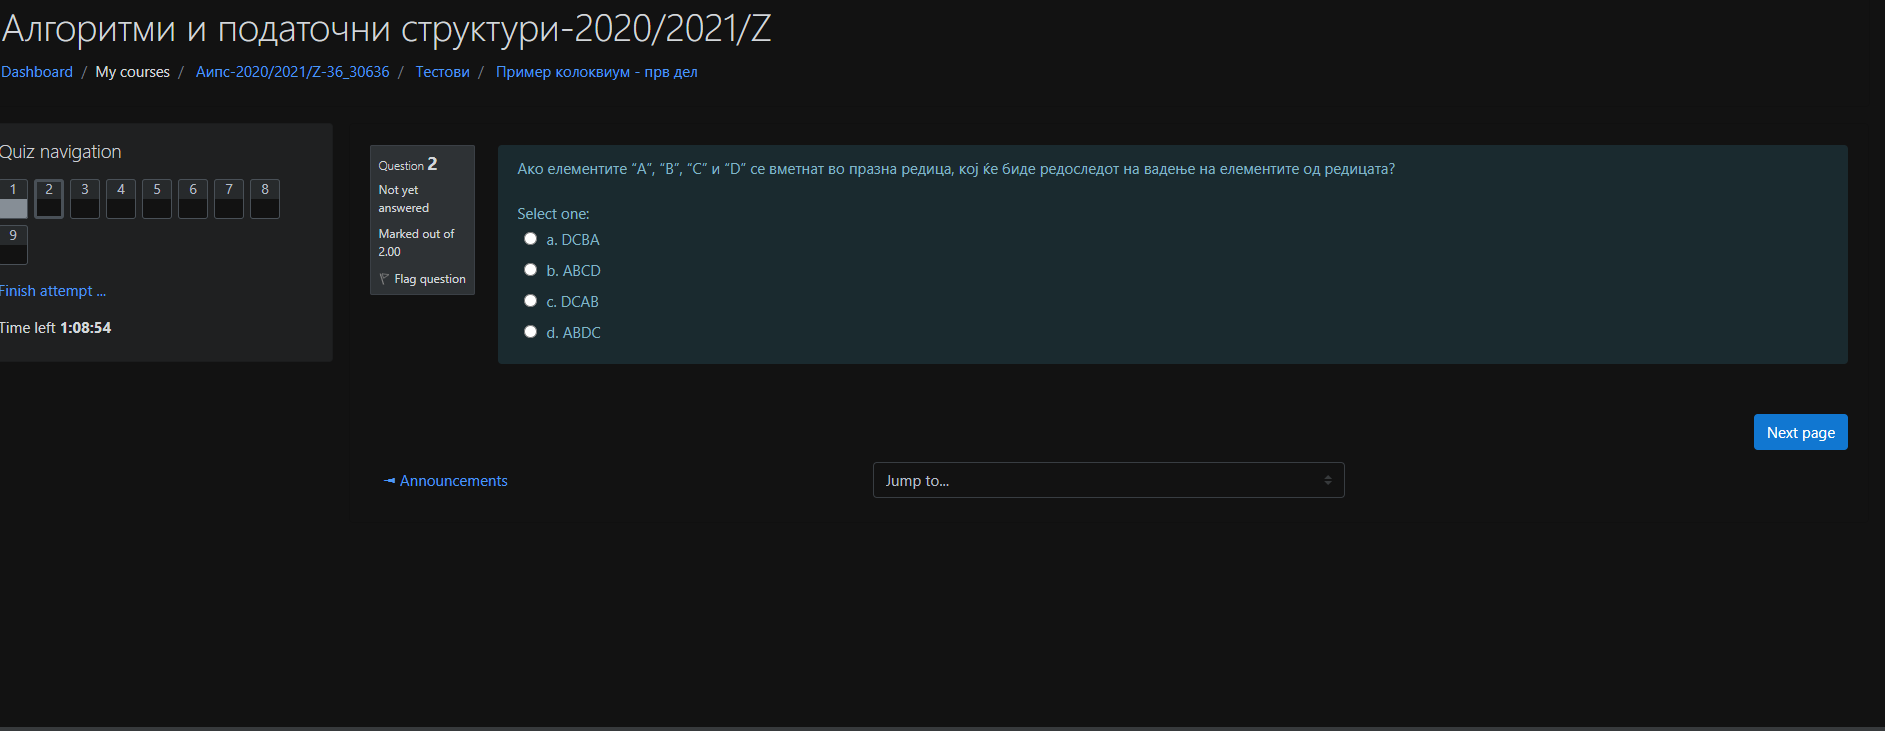 Алгоритми и податочни структури-2020/2021/Z
Dashboard / My courses / Аипс-2020/2021/Z-36_30636 / Тестови / Пример колоквиум - прв дел
Quiz navigation
1 2 3 4 5 6 7 8
9
Finish attempt ...
Time left 1:08:54
Question 2
Not yet
answered
Marked out of
2.00
Flag question
Ако елементите “A”, “B”, “C” и “D” се вметнат во празна редица, кој ќе биде редоследот на вадење на елементите од редицата?
Select one:
a. DCBA
b. ABCD
c. DCAB
d. ABDC
Next page
Announcements
Jump to...